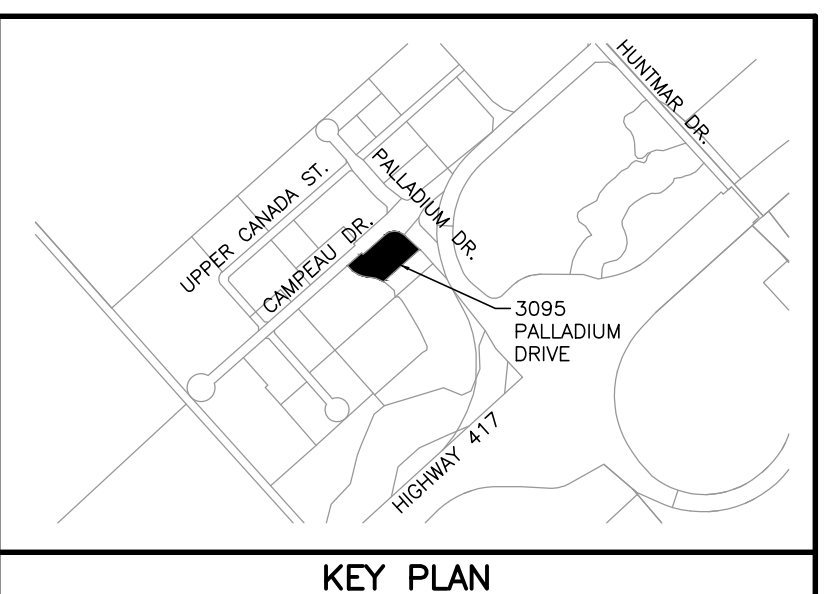 HUNTMAR DR.
PALLADIUM DR.
UPPER CANADA ST.
CAMPEAU DR.
3095
PALLADIUM
DRIVE
HIGHWAY 417
KEY PLAN